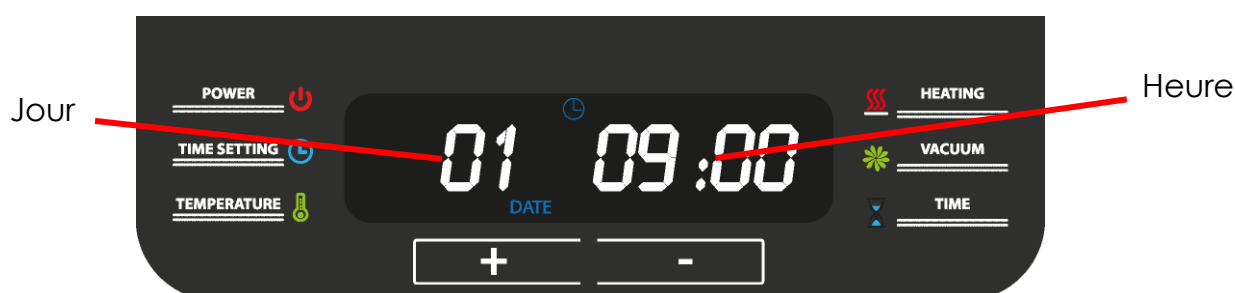 Jour
Heure
POWER
HEATING
01 09:00
TIME SETTING
VACUUM
TEMPERATURE
DATE
TIME
+ -